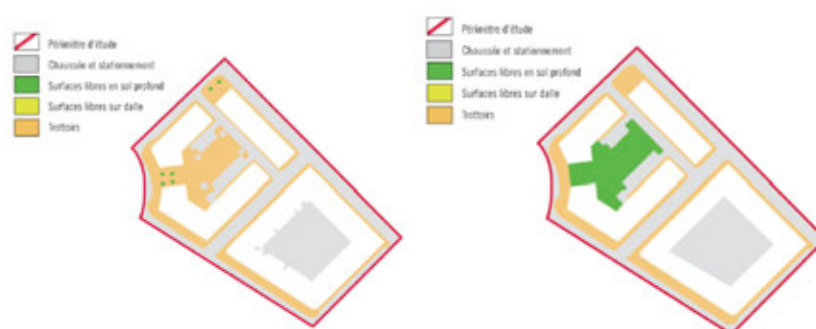 Périmètre d'étude
Chaussée et stationnement
Surfaces libres en sol profond
Surfaces libres sur dalle
Trottoirs
Périmètre d'étude
Chaussée et stationnement
Surfaces libres en sol profond
Surfaces libres sur dalle
Trottoirs